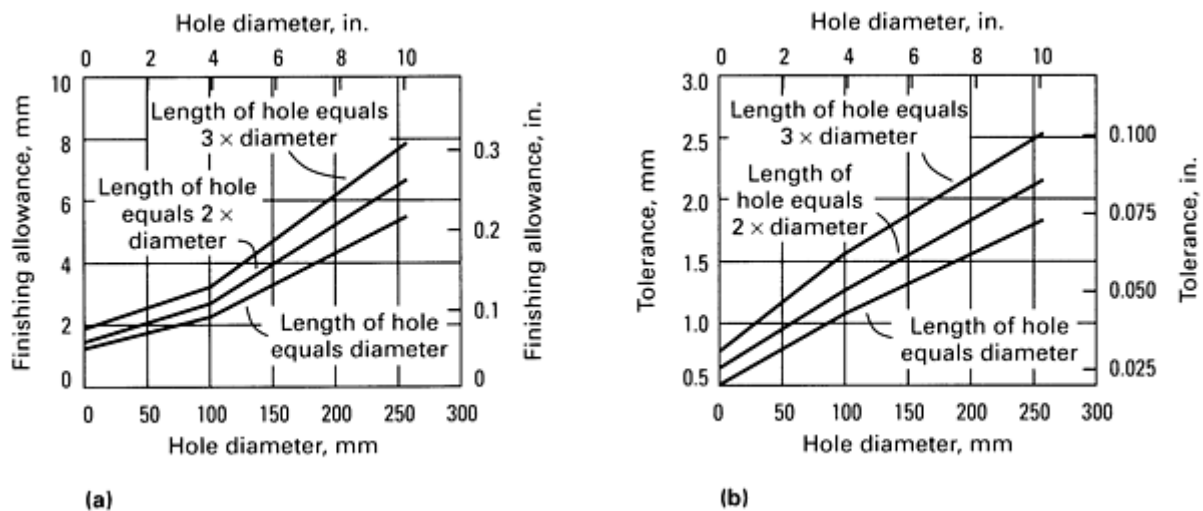 Hole diameter, in.
0 2 4 6 8 10
10
8
6
4
2
0
Finishing allowance, mm
Length of hole equals
3 × diameter
Length of hole
equals 2 ×
diameter
Length of hole
equals diameter
0.3
0.2
0.1
0
Finishing allowance, in.
0 50 100 150 200 250 300
Hole diameter, mm
(a)
Hole diameter, in.
0 2 4 6 8 10
3.0
2.5
2.0
1.5
1.0
0.5
Tolerance, mm
Length of hole equals
3 × diameter
Length of
hole equals
2 × diameter
Length of hole
equals diameter
0.100
0.075
0.050
0.025
Tolerance, in.
0 50 100 150 200 250 300
Hole diameter, mm
(b)